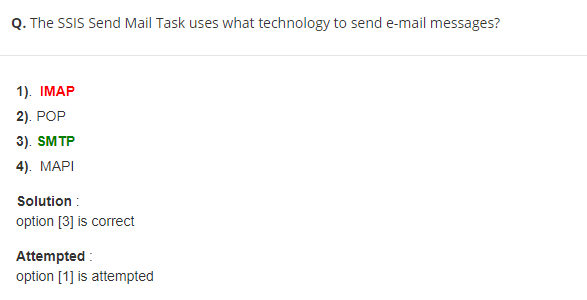 Q. The SSIS Send Mail Task uses what technology to send e-mail messages?
1). IMAP
2). POP
3). SMTP
4). MAPI
Solution :
option [3] is correct
Attempted :
option [1] is attempted